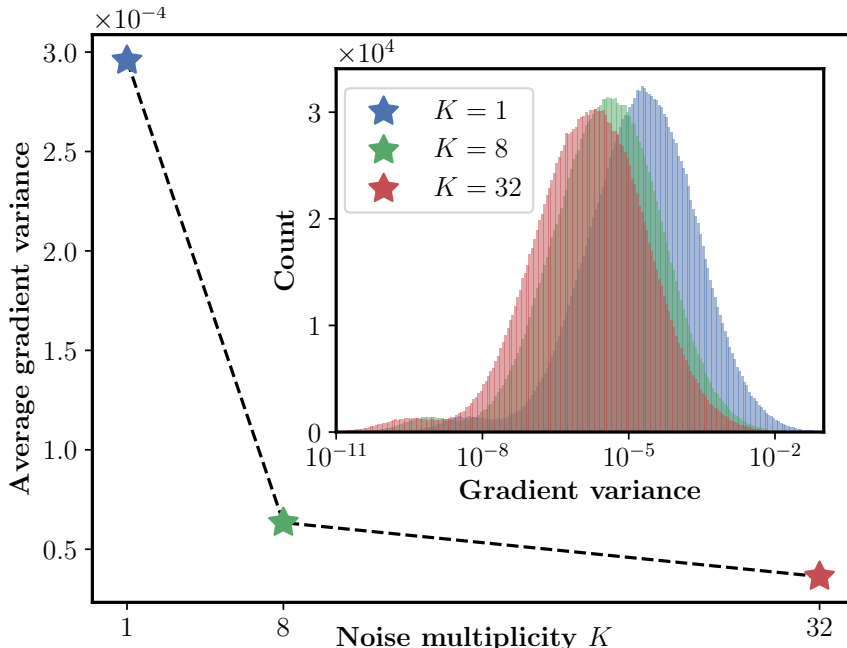 ×10⁻⁴
3.0
2.5
2.0
1.5
1.0
0.5
Average gradient variance
1
8
32
Noise multiplicity K
×10⁴
3
2
1
0
Count
K = 1
K = 8
K = 32
10⁻¹¹
10⁻⁸
10⁻⁵
10⁻²
Gradient variance